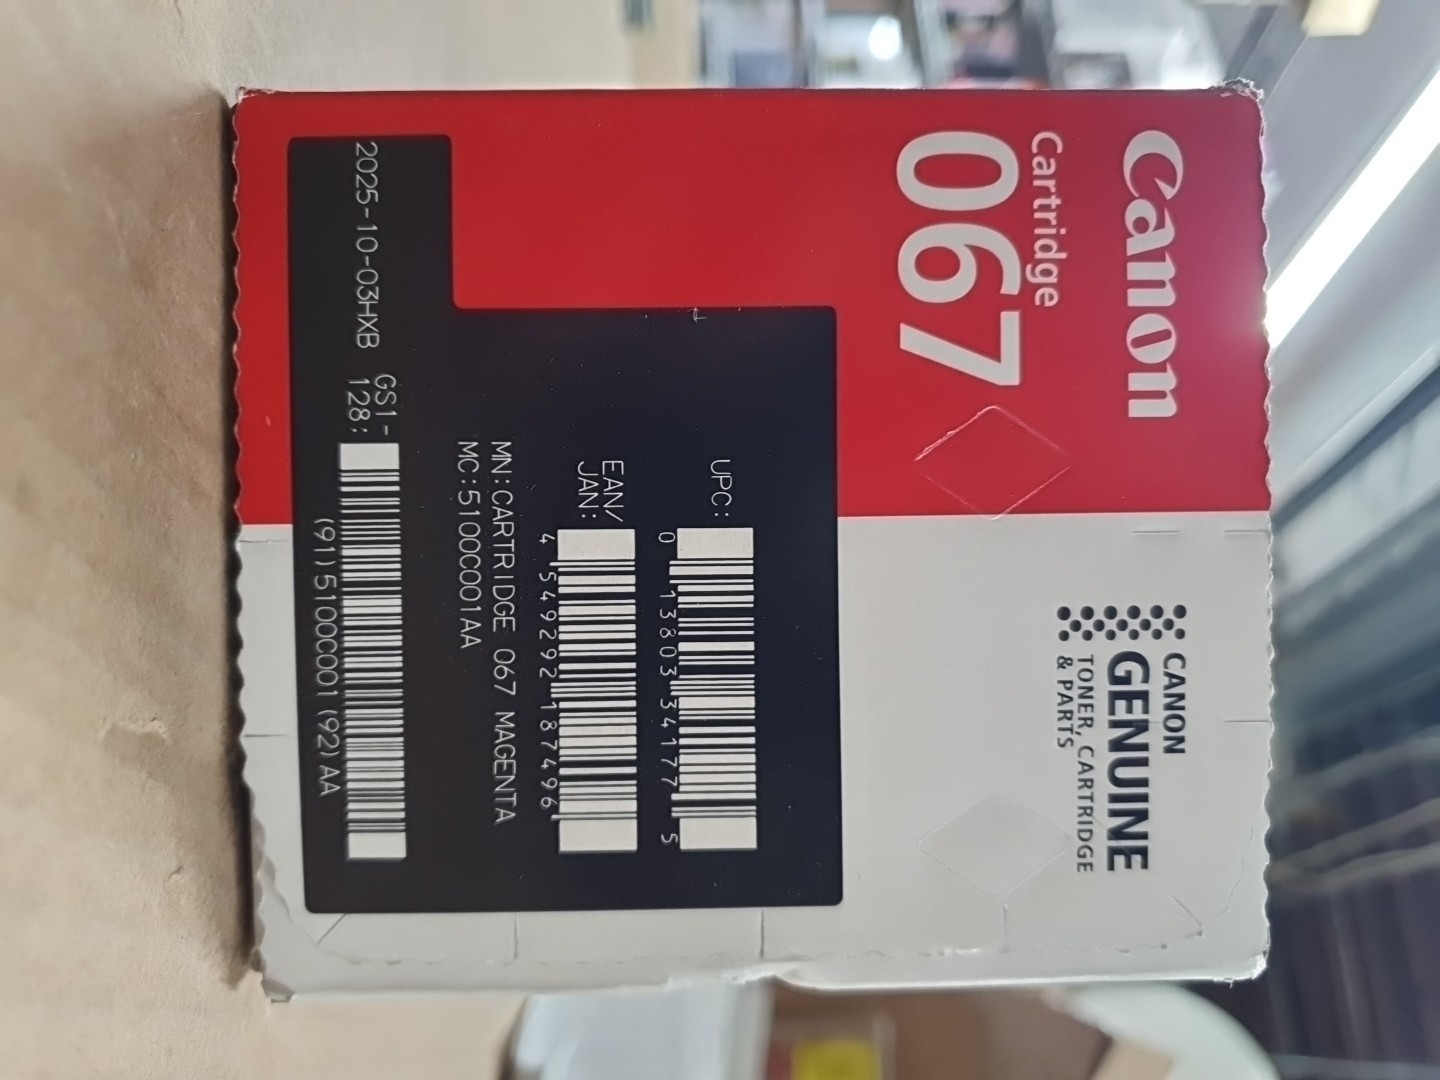 Canon
Cartridge
067
CANON
GENUINE
TONER, CARTRIDGE
& PARTS
UPC:
0 13803 34177 5
EAN/
JAN:
4 549292 187496
MN:CARTRIDGE 067 MAGENTA
MC:5100C001AA
2025-10-03HXB
GS1-
128:
(91)5100C001(92)AA